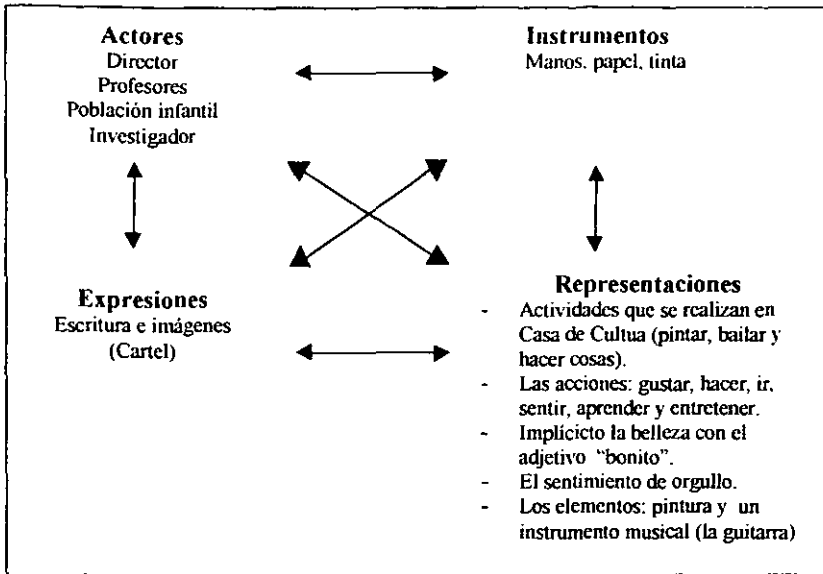 Actores
Director
Profesores
Población infantil
Investigador
Instrumentos
Manos, papel, tinta
Expresiones
Escritura e imágenes
(Cartel)
Representaciones
- Actividades que se realizan en
Casa de Cultua (pintar, bailar y
hacer cosas).
- Las acciones: gustar, hacer, ir,
sentir, aprender y entretener.
- Implícicto la belleza con el
adjetivo "bonito".
- El sentimiento de orgullo.
- Los elementos: pintura y un
instrumento musical (la guitarra)